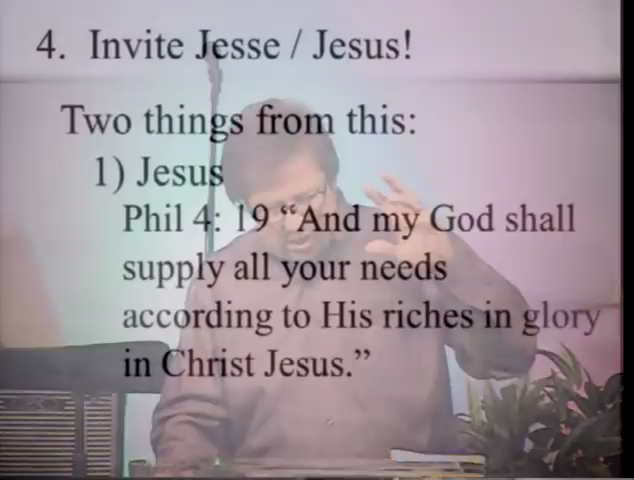 4. Invite Jesse / Jesus!
Two things from this:
1) Jesus
Phil 4: 19 “And my God shall
supply all your needs
according to His riches in glory
in Christ Jesus.”